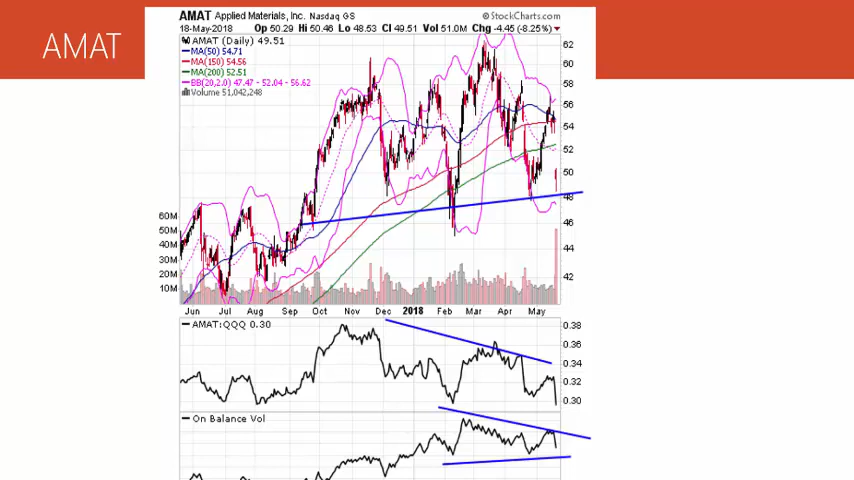 AMAT
AMAT Applied Materials, Inc. Nasdaq GS
© StockCharts.com
18-May-2018 Op 50.29 Hi 50.46 Lo 48.53 Cl 49.51 Vol 51.0M Chg -4.45 (-8.25%)
AMAT (Daily) 49.51
MA(50) 54.71
MA(150) 54.56
MA(200) 52.51
BB(20,2.0) 47.47 - 52.04 - 56.62
Volume 51,042,248
62
60
58
56
54
52
50
48
46
44
42
60M
50M
40M
30M
20M
10M
Jun Jul Aug Sep Oct Nov Dec 2018 Feb Mar Apr May
AMAT:QQQ 0.30
0.38
0.36
0.34
0.32
0.30
On Balance Vol